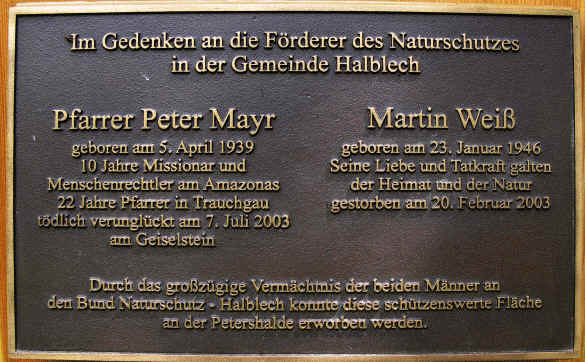 Im Gedenken an die Förderer des Naturschutzes
in der Gemeinde Halblech
Pfarrer Peter Mayr
geboren am 5. April 1939
10 Jahre Missionar und
Menschenrechtler am Amazonas
22 Jahre Pfarrer in Trauchgau
tödlich verunglückt am 7. Juli 2003
am Geiselstein
Martin Weiß
geboren am 23. Januar 1946
Seine Liebe und Tatkraft galten
der Heimat und der Natur
gestorben am 20. Februar 2003
Durch das großzügige Vermächtnis der beiden Männer an
den Bund Naturschutz - Halblech konnte diese schützenswerte Fläche
an der Petershalde erworben werden.